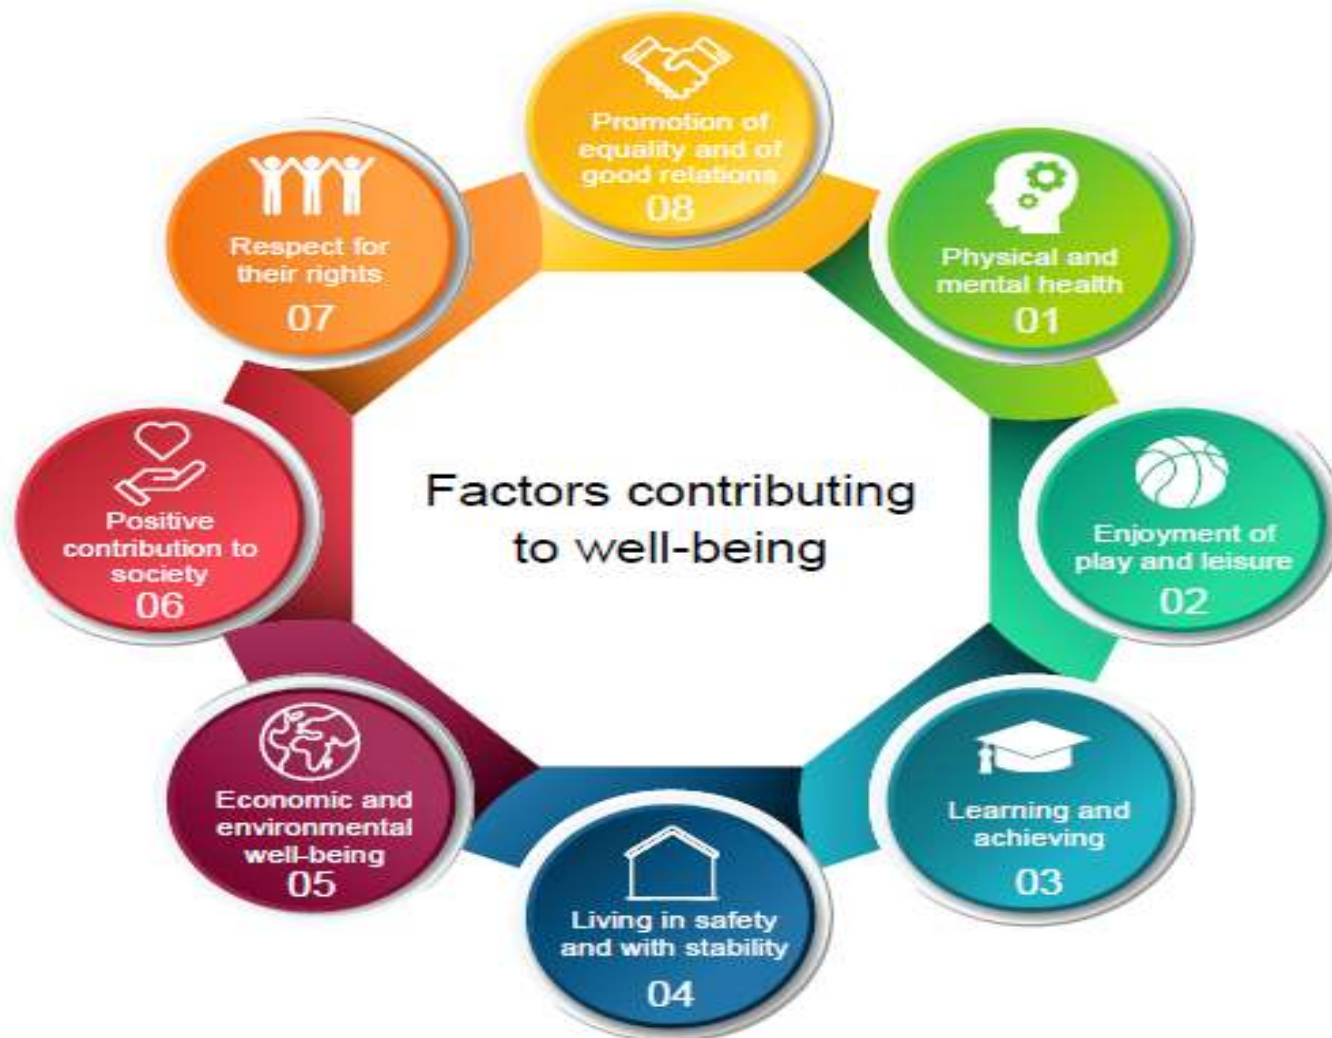 Factors contributing
to well-being
Physical and
mental health
01
Enjoyment of
play and leisure
02
Learning and
achieving
03
Living in safety
and with stability
04
Economic and
environmental
well-being
05
Positive
contribution to
society
06
Respect for
their rights
07
Promotion of
equality and of
good relations
08